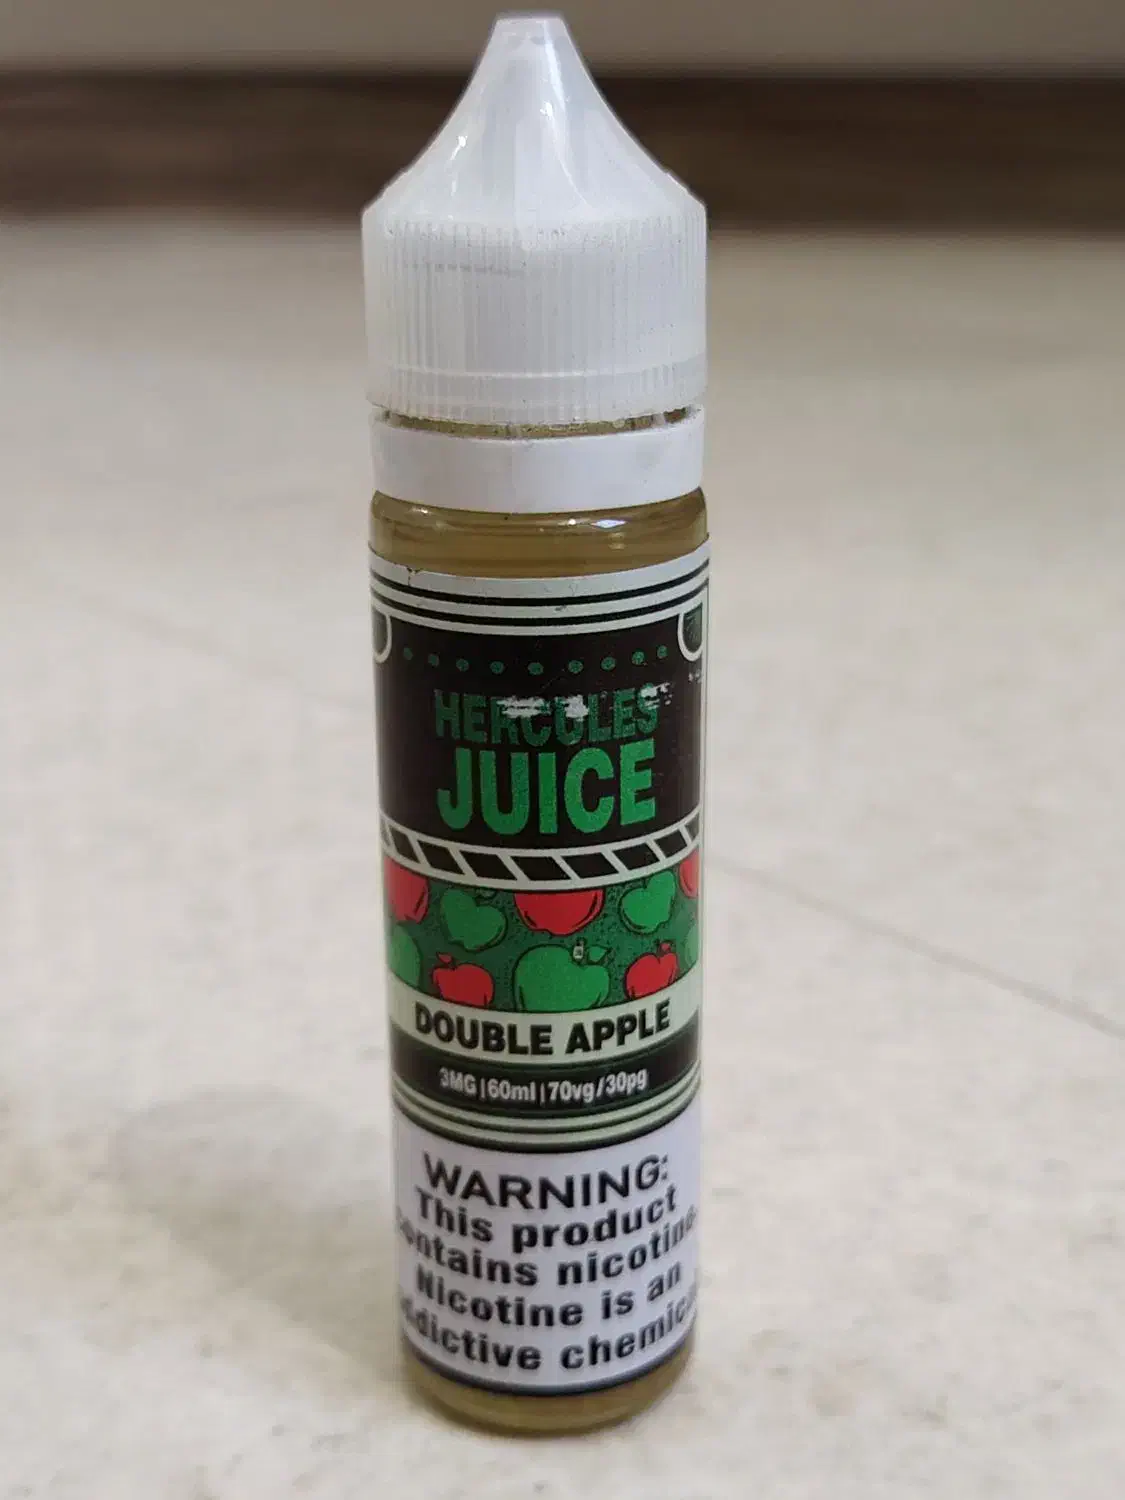 HERCULES
JUICE
DOUBLE APPLE
3MG|60ml|70vg/30pg
WARNING:
This product
contains nicotine.
Nicotine is an
addictive chemical